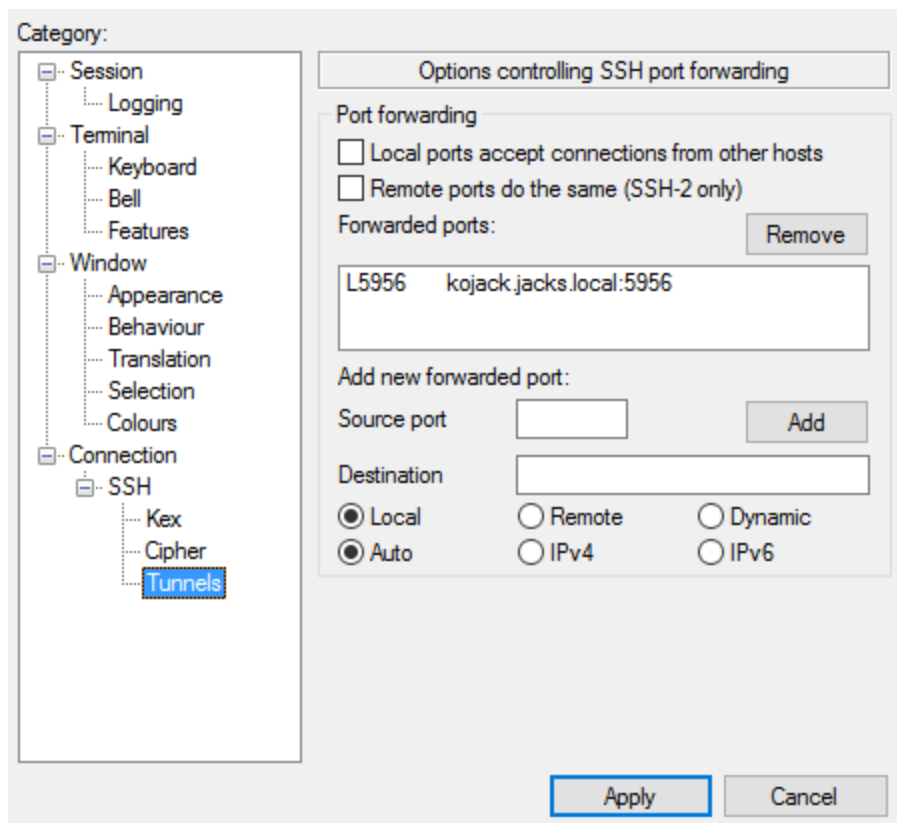 Category:
Session
Logging
Terminal
Keyboard
Bell
Features
Window
Appearance
Behaviour
Translation
Selection
Colours
Connection
SSH
Kex
Cipher
Tunnels
Options controlling SSH port forwarding
Port forwarding
Local ports accept connections from other hosts
Remote ports do the same (SSH-2 only)
Forwarded ports:
Remove
L5956 kojack.jacks.local:5956
Add new forwarded port:
Source port
Add
Destination
Local Remote Dynamic
Auto IPv4 IPv6
Apply Cancel